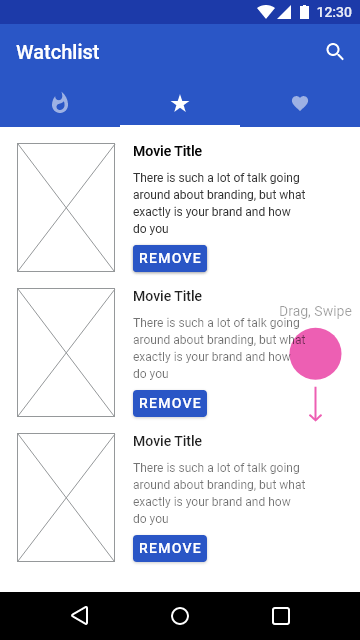 12:30
Watchlist
Movie Title
There is such a lot of talk going
around about branding, but what
exactly is your brand and how
do you
REMOVE
Movie Title
Drag, Swipe
There is such a lot of talk going
around about branding, but what
exactly is your brand and how
do you
REMOVE
Movie Title
There is such a lot of talk going
around about branding, but what
exactly is your brand and how
do you
REMOVE